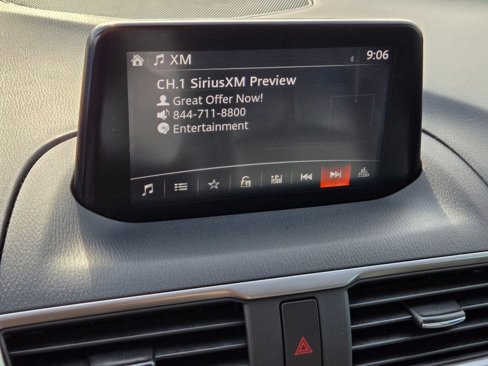 XM 9:06
CH.1 SiriusXM Preview
Great Offer Now!
844-711-8800
Entertainment